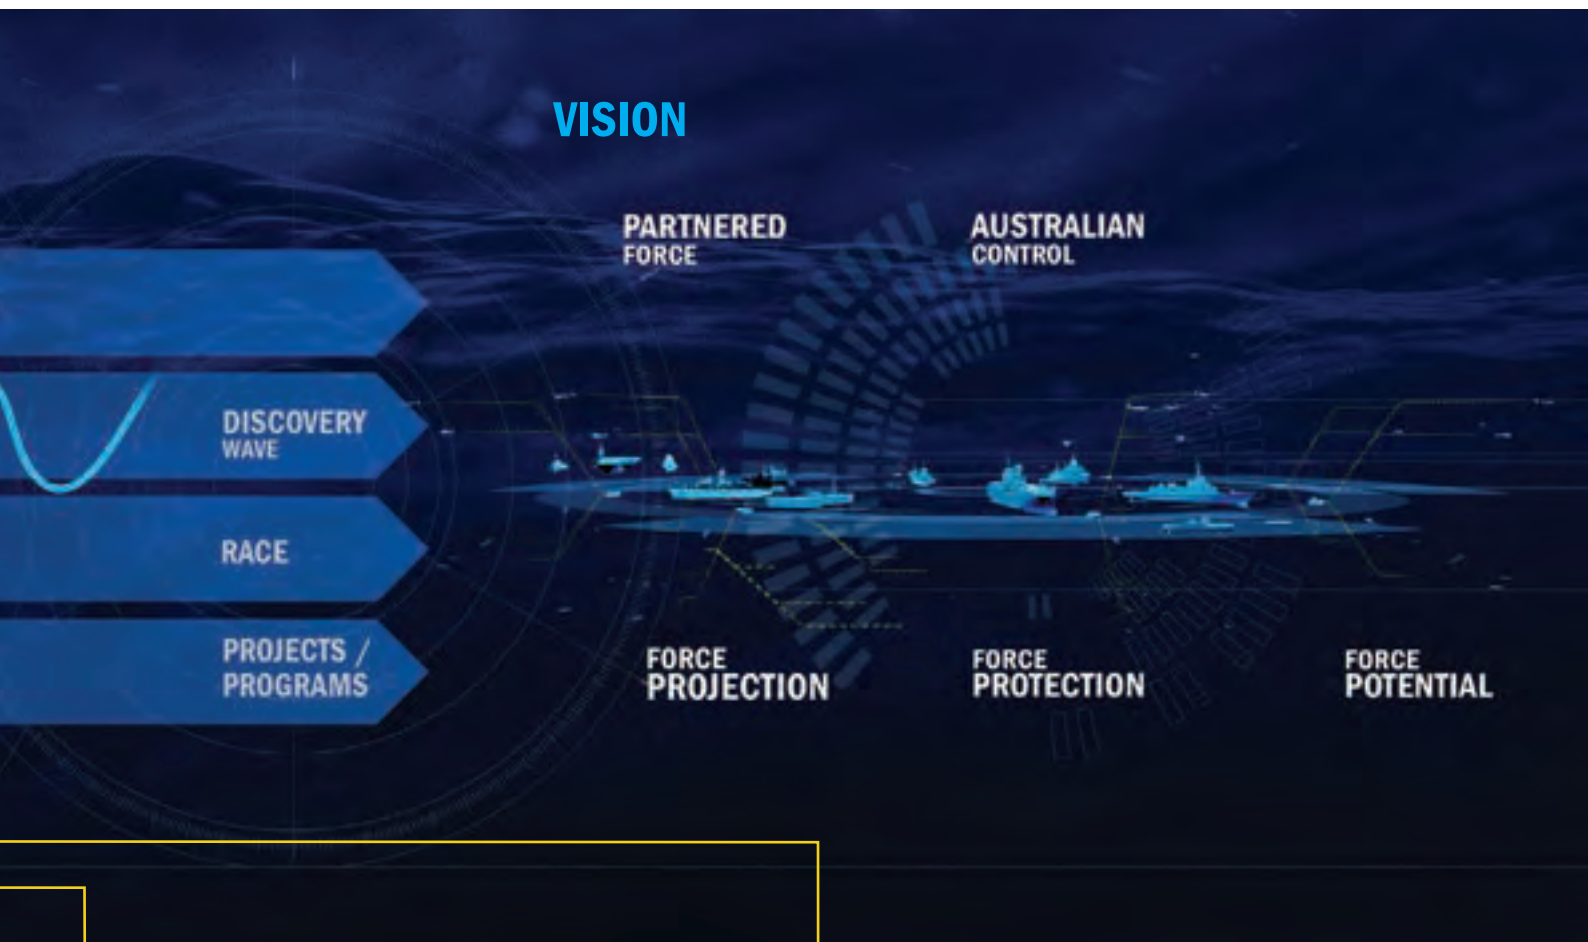 VISION
PARTNERED
FORCE
AUSTRALIAN
CONTROL
DISCOVERY
WAVE
RACE
PROJECTS /
PROGRAMS
FORCE
PROJECTION
FORCE
PROTECTION
FORCE
POTENTIAL